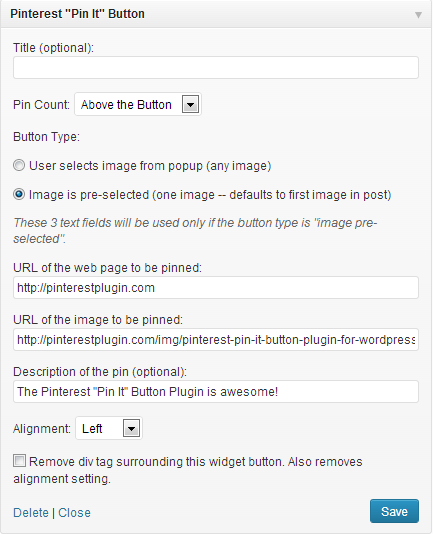 Pinterest "Pin It" Button
Title (optional):
Pin Count: Above the Button
Button Type:
User selects image from popup (any image)
Image is pre-selected (one image -- defaults to first image in post)
These 3 text fields will be used only if the button type is "image pre-
selected".
URL of the web page to be pinned:
http://pinterestplugin.com
URL of the image to be pinned:
http://pinterestplugin.com/img/pinterest-pin-it-button-plugin-for-wordpress
Description of the pin (optional):
The Pinterest "Pin It" Button Plugin is awesome!
Alignment: Left
Remove div tag surrounding this widget button. Also removes
alignment setting.
Delete | Close Save